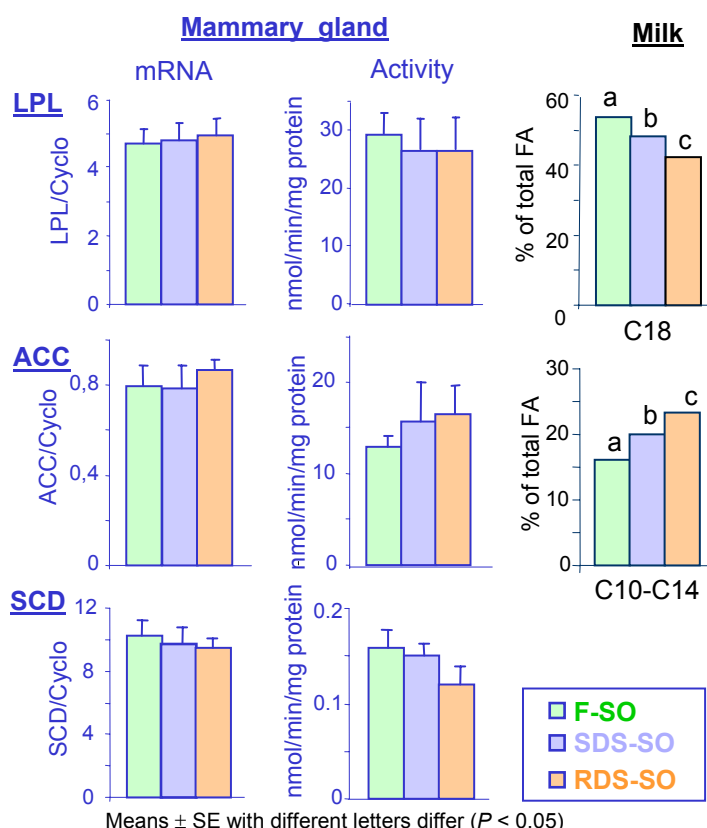 Mammary gland
Milk
mRNA
Activity
LPL
LPL/Cyclo
6
4
2
0
nmol/min/mg protein
30
20
10
0
% of total FA
60
40
20
0
a
b
c
C18
ACC
ACC/Cyclo
0,8
0,4
0
nmol/min/mg protein
20
15
10
0
% of total FA
30
20
10
0
a
b
c
C10-C14
SCD
SCD/Cyclo
12
8
4
0
nmol/min/mg protein
0.2
0.1
0
F-SO
SDS-SO
RDS-SO
Means ± SE with different letters differ (P < 0.05)